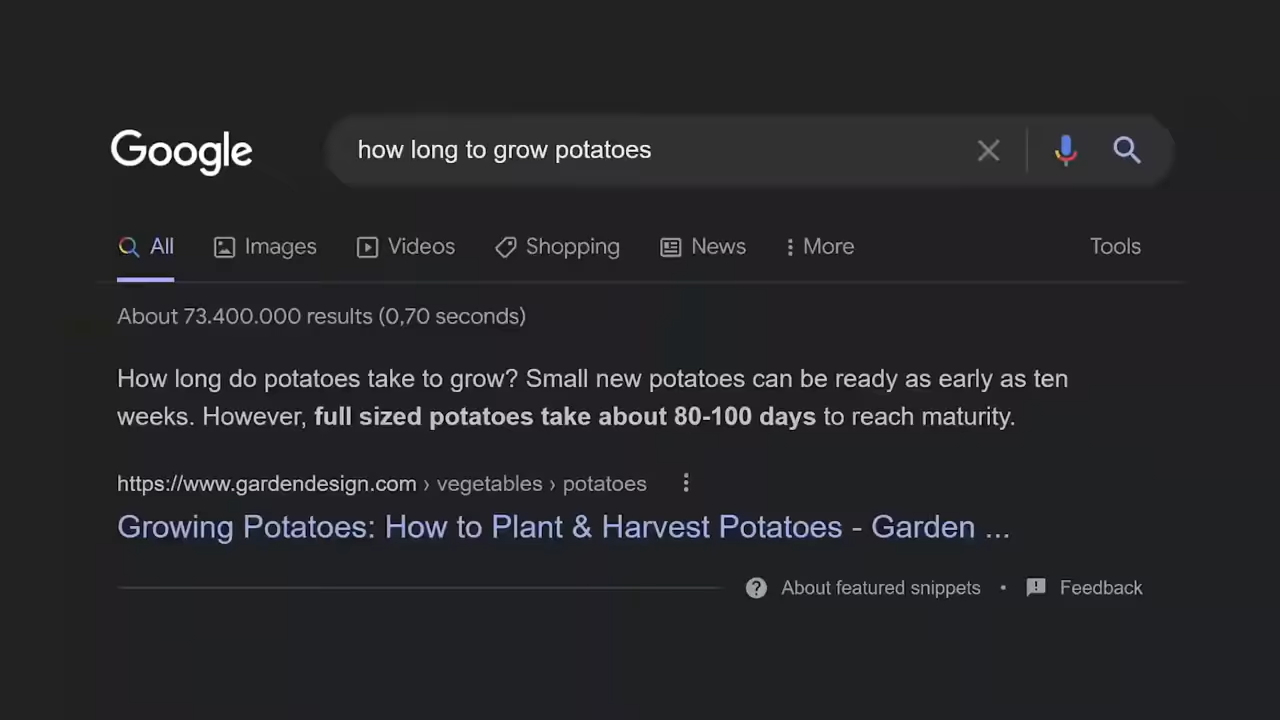 Google
how long to grow potatoes
All Images Videos Shopping News More Tools
About 73.400.000 results (0,70 seconds)
How long do potatoes take to grow? Small new potatoes can be ready as early as ten
weeks. However, full sized potatoes take about 80-100 days to reach maturity.
https://www.gardendesign.com › vegetables › potatoes
Growing Potatoes: How to Plant & Harvest Potatoes - Garden ...
About featured snippets • Feedback